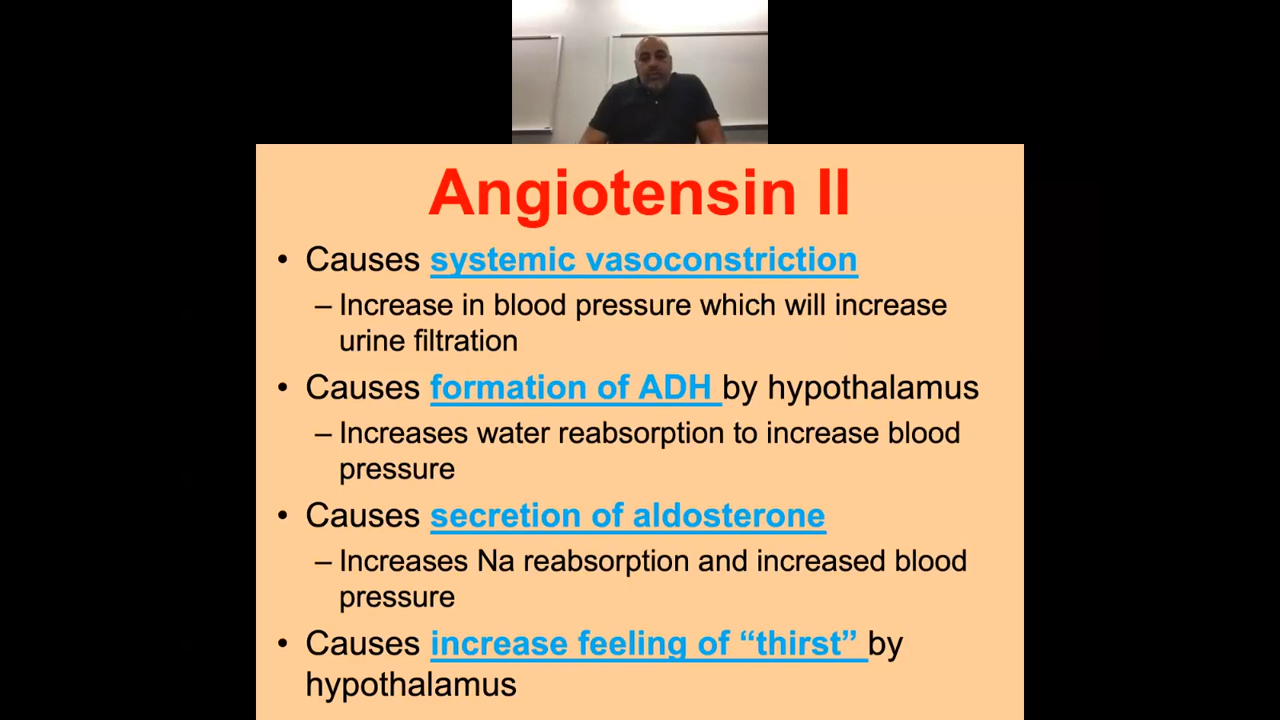 Angiotensin II
• Causes systemic vasoconstriction
– Increase in blood pressure which will increase
urine filtration
• Causes formation of ADH by hypothalamus
– Increases water reabsorption to increase blood
pressure
• Causes secretion of aldosterone
– Increases Na reabsorption and increased blood
pressure
• Causes increase feeling of “thirst” by
hypothalamus